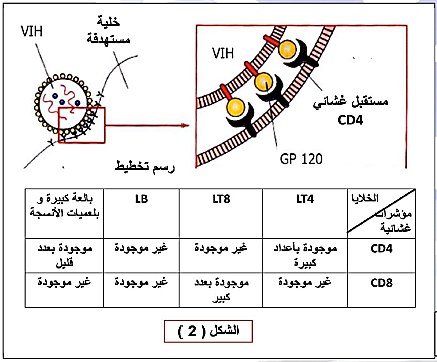 VIH
خلية
مستهدفة
رسم تخطيط
VIH
مستقبل غشائي
CD4
GP 120
الخلايا
مؤشرات
غشائية
LT4
LT8
LB
بالعة كبيرة و
بلعميات الأنسجة
CD4
موجودة بأعداد
كبيرة
غير موجودة
غير موجودة
موجودة بعدد
قليل
CD8
غير موجودة
موجودة بعدد
كبير
غير موجودة
غير موجودة
الشكل ( 2 )